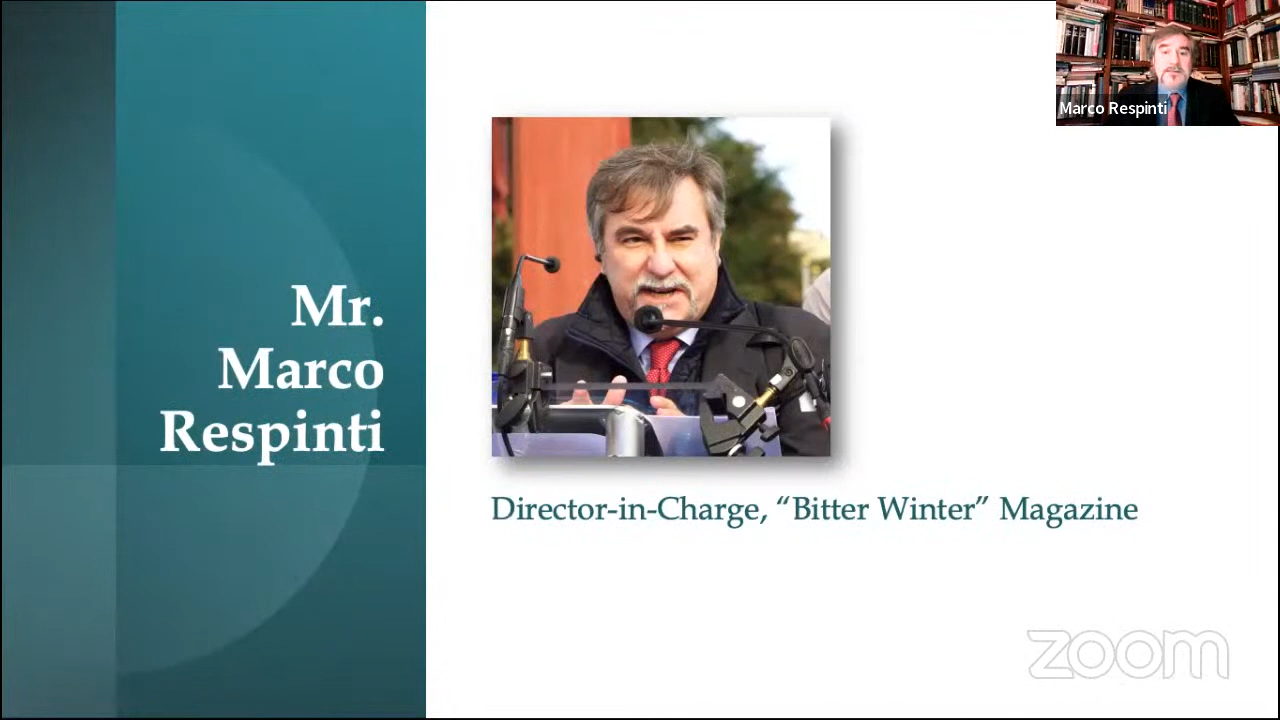 Marco Respinti
Mr.
Marco
Respinti
Director-in-Charge, “Bitter Winter” Magazine
zoom